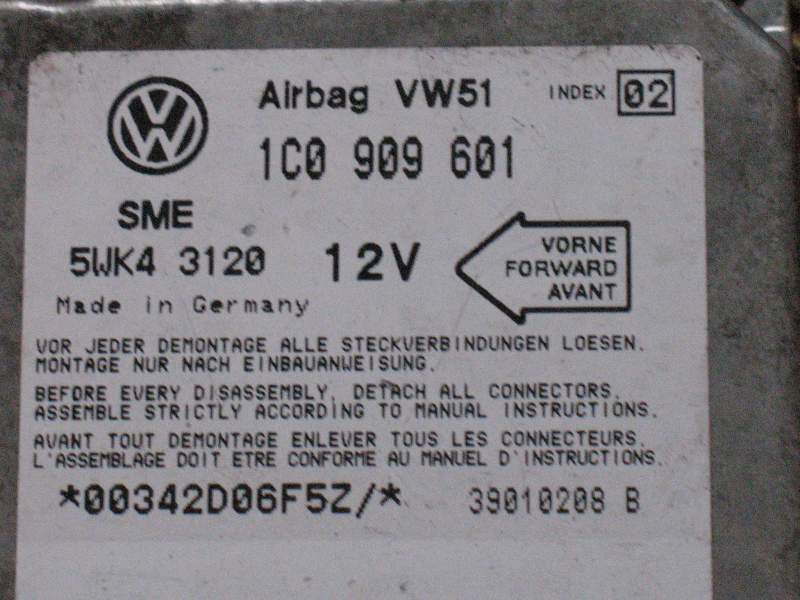 Airbag VW51 INDEX 02
1C0 909 601
SME
5WK4 3120 12V
VORNE
FORWARD
AVANT
Made in Germany
VOR JEDER DEMONTAGE ALLE STECKVERBINDUNGEN LOESEN.
MONTAGE NUR NACH EINBAUANWEISUNG.
BEFORE EVERY DISASSEMBLY, DETACH ALL CONNECTORS.
ASSEMBLE STRICTLY ACCORDING TO MANUAL INSTRUCTIONS.
AVANT TOUT DEMONTAGE ENLEVER TOUS LES CONNECTEURS.
L'ASSEMBLAGE DOIT ETRE CONFORME AU MANUEL D'INSTRUCTIONS.
*00342D06F5Z/* 39010208 B